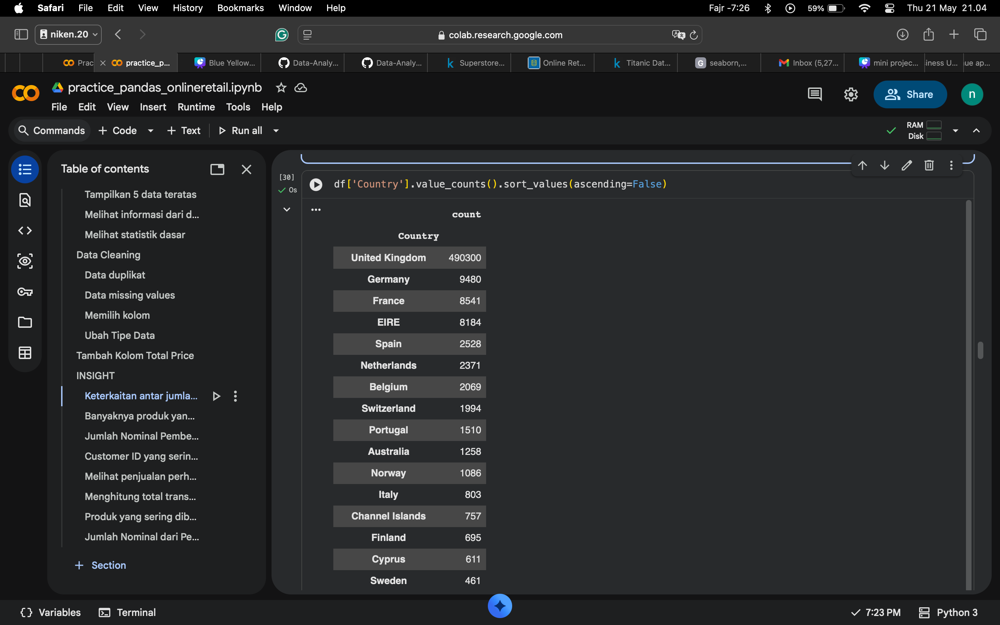 Safari File Edit View History Bookmarks Window Help Fajr -7:26 59% Thu 21 May 21.04
niken.20 colab.research.google.com
Prac practice_p... Blue Yellow... Data-Analy... Data-Analy... Superstore... Online Ret... Titanic Dat... seaborn,... Inbox (5,27... mini projec... iness U... ue ap...
practice_pandas_onlineretail.ipynb
File Edit View Insert Runtime Tools Help
Share
n
Commands + Code + Text Run all
RAM
Disk
Table of contents
Tampilkan 5 data teratas
Melihat informasi dari d...
Melihat statistik dasar
Data Cleaning
Data duplikat
Data missing values
Memilih kolom
Ubah Tipe Data
Tambah Kolom Total Price
INSIGHT
Keterkaitan antar jumla...
Banyaknya produk yan...
Jumlah Nominal Pembe...
Customer ID yang serin...
Melihat penjualan perh...
Menghitung total trans...
Produk yang sering dib...
Jumlah Nominal dari Pe...
+ Section
[30]
0s
df['Country'].value_counts().sort_values(ascending=False)
count
Country
United Kingdom 490300
Germany 9480
France 8541
EIRE 8184
Spain 2528
Netherlands 2371
Belgium 2069
Switzerland 1994
Portugal 1510
Australia 1258
Norway 1086
Italy 803
Channel Islands 757
Finland 695
Cyprus 611
Sweden 461
Variables Terminal 7:23 PM Python 3